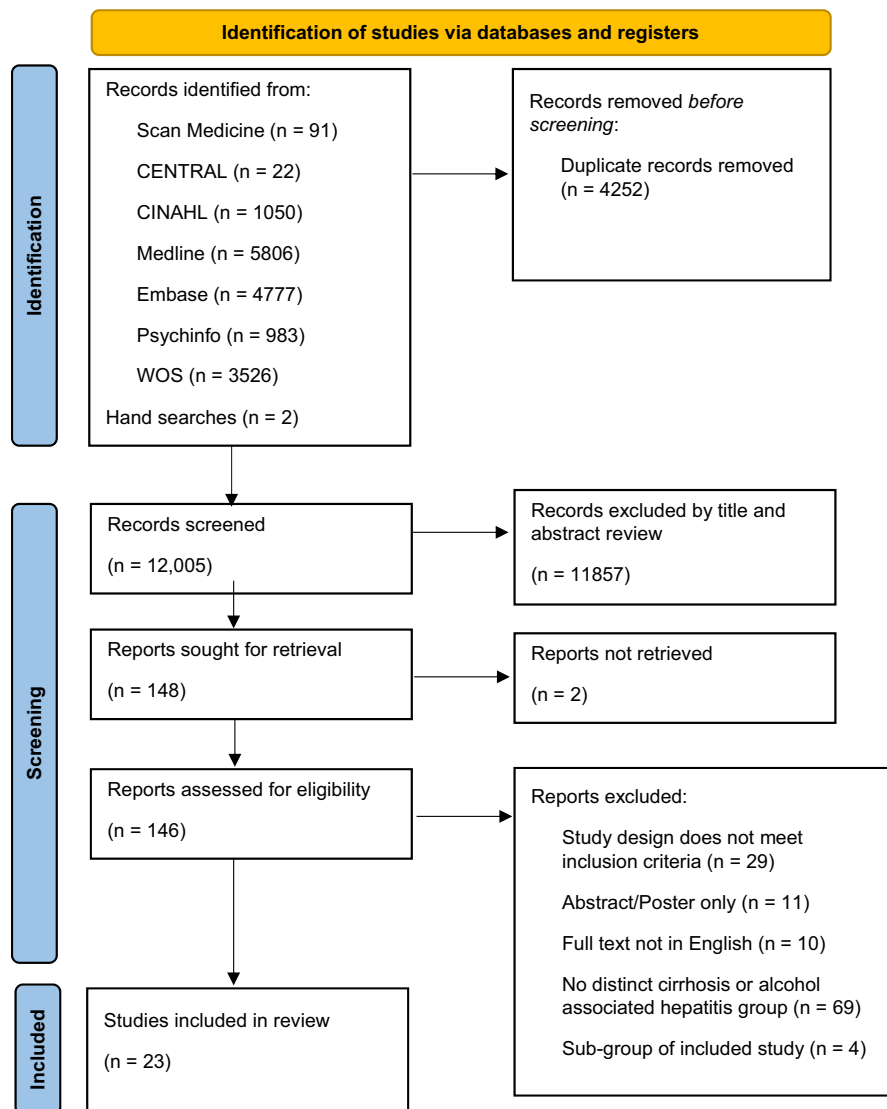 Identification of studies via databases and registers
Identification
Records identified from:
Scan Medicine (n = 91)
CENTRAL (n = 22)
CINAHL (n = 1050)
Medline (n = 5806)
Embase (n = 4777)
Psychinfo (n = 983)
WOS (n = 3526)
Hand searches (n = 2)
Records removed before
screening:
Duplicate records removed
(n = 4252)
Screening
Records screened
(n = 12,005)
Records excluded by title and
abstract review
(n = 11857)
Reports sought for retrieval
(n = 148)
Reports not retrieved
(n = 2)
Reports assessed for eligibility
(n = 146)
Reports excluded:
Study design does not meet
inclusion criteria (n = 29)
Abstract/Poster only (n = 11)
Full text not in English (n = 10)
No distinct cirrhosis or alcohol
associated hepatitis group (n = 69)
Sub-group of included study (n = 4)
Included
Studies included in review
(n = 23)